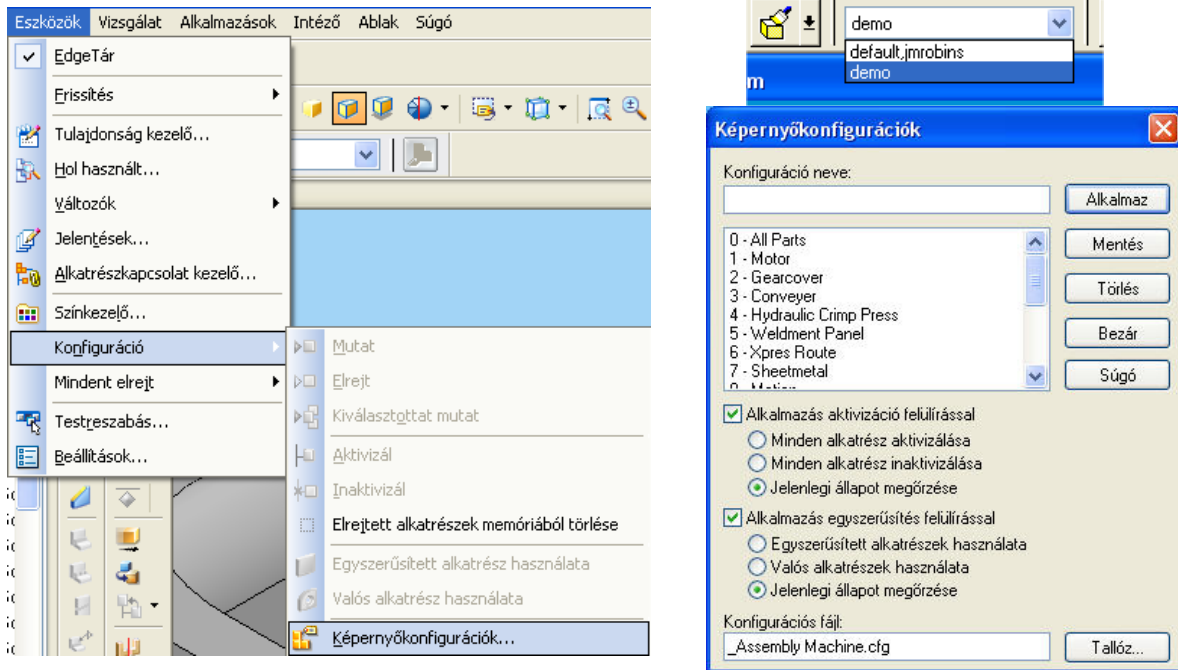 Eszközök Vizsgálat Alkalmazások Intéző Ablak Súgó
EdgeTár
Frissítés
Tulajdonság kezelő...
Hol használt...
Változók
Jelentések...
Alkatrészkapcsolat kezelő...
Színkezelő...
Konfiguráció
Mindent elrejt
Testreszabás...
Beállítások...
Mutat
Elrejt
Kiválasztottat mutat
Aktivizál
Inaktivizál
Elrejtett alkatrészek memóriából törlése
Egyszerűsített alkatrész használata
Valós alkatrész használata
Képernyőkonfigurációk...
demo
default,jmrobins
demo
Képernyőkonfigurációk
Konfiguráció neve:
Alkalmaz
0 - All Parts
1 - Motor
2 - Gearcover
3 - Conveyer
4 - Hydraulic Crimp Press
5 - Weldment Panel
6 - Xpres Route
7 - Sheetmetal
Mentés
Törlés
Bezár
Súgó
Alkalmazás aktivizáció felülírással
Minden alkatrész aktivizálása
Minden alkatrész inaktivizálása
Jelenlegi állapot megőrzése
Alkalmazás egyszerűsítés felülírással
Egyszerűsített alkatrészek használata
Valós alkatrészek használata
Jelenlegi állapot megőrzése
Konfigurációs fájl:
_Assembly Machine.cfg
Tallóz...